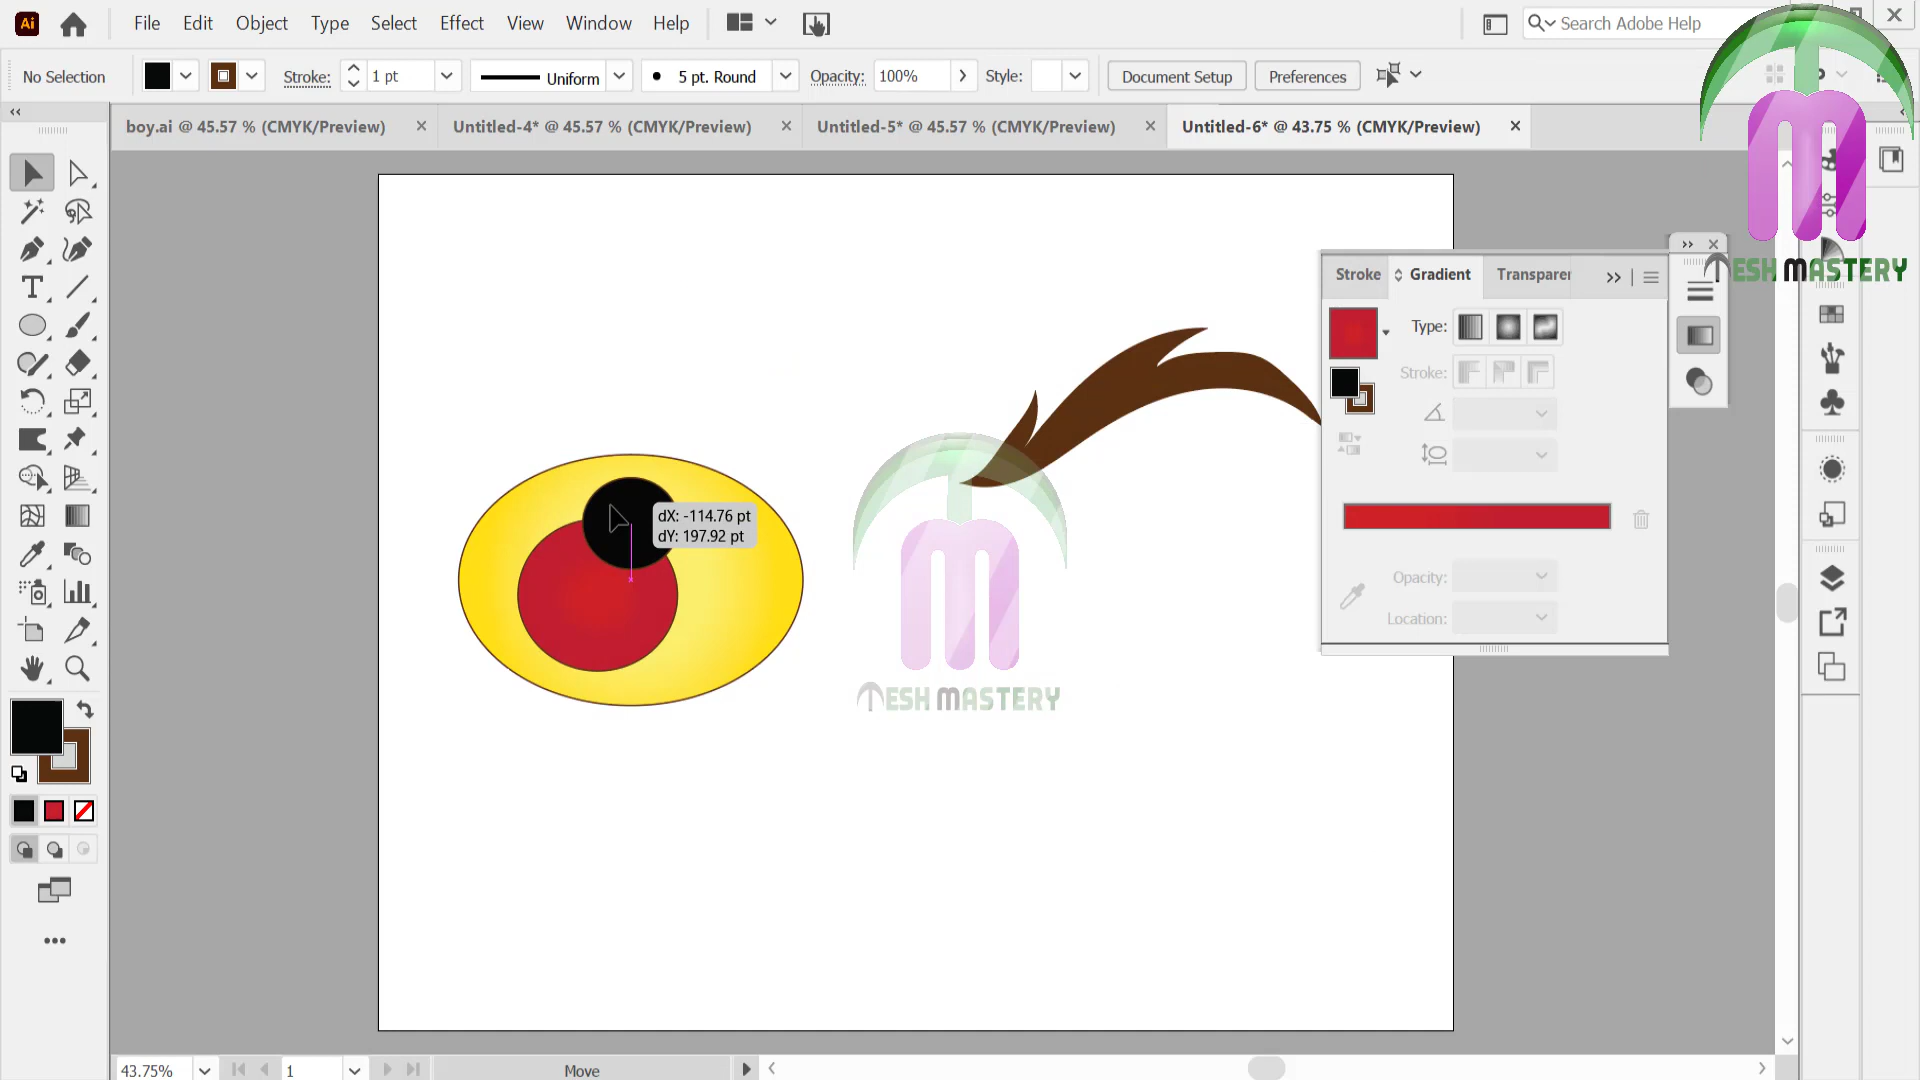 Ai File Edit Object Type Select Effect View Window Help Search Adobe Help
No Selection Stroke: 1 pt Uniform 5 pt. Round Opacity: 100% Style: Document Setup Preferences
boy.ai @ 45.57 % (CMYK/Preview) Untitled-4* @ 45.57 % (CMYK/Preview) Untitled-5* @ 45.57 % (CMYK/Preview) Untitled-6* @ 43.75 % (CMYK/Preview)
TESH MASTERY
Stroke Gradient Transparer
Type:
Stroke:
dX: -114.76 pt
dY: 197.92 pt
Opacity:
Location:
TESH MASTERY
43.75% 1 Move